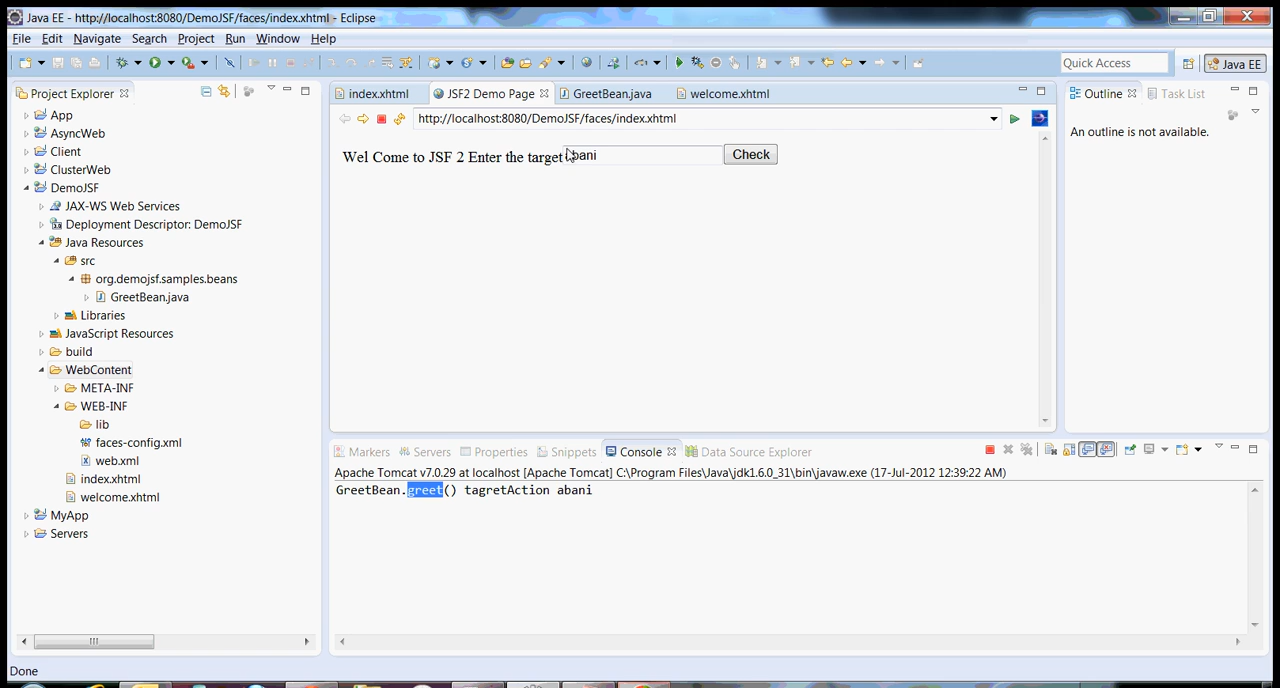 Java EE - http://localhost:8080/DemoJSF/faces/index.xhtml - Eclipse
File Edit Navigate Search Project Run Window Help
Quick Access Java EE
Project Explorer
App
AsyncWeb
Client
ClusterWeb
DemoJSF
JAX-WS Web Services
Deployment Descriptor: DemoJSF
Java Resources
src
org.demojsf.samples.beans
GreetBean.java
Libraries
JavaScript Resources
build
WebContent
META-INF
WEB-INF
lib
faces-config.xml
web.xml
index.xhtml
welcome.xhtml
MyApp
Servers
index.xhtml JSF2 Demo Page GreetBean.java welcome.xhtml
http://localhost:8080/DemoJSF/faces/index.xhtml
Wel Come to JSF 2 Enter the target abani Check
Outline Task List
An outline is not available.
Markers Servers Properties Snippets Console Data Source Explorer
Apache Tomcat v7.0.29 at localhost [Apache Tomcat] C:\Program Files\Java\jdk1.6.0_31\bin\javaw.exe (17-Jul-2012 12:39:22 AM)
GreetBean.greet() tagretAction abani
Done